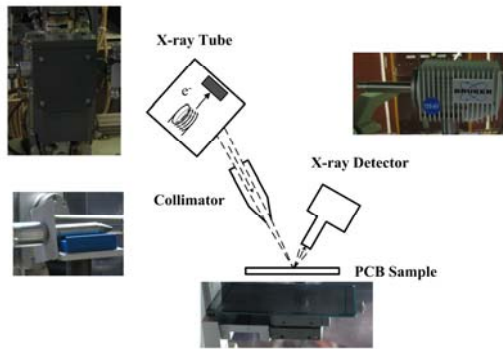 X-ray Tube
e-
BRUKER
X-ray Detector
Collimator
PCB Sample